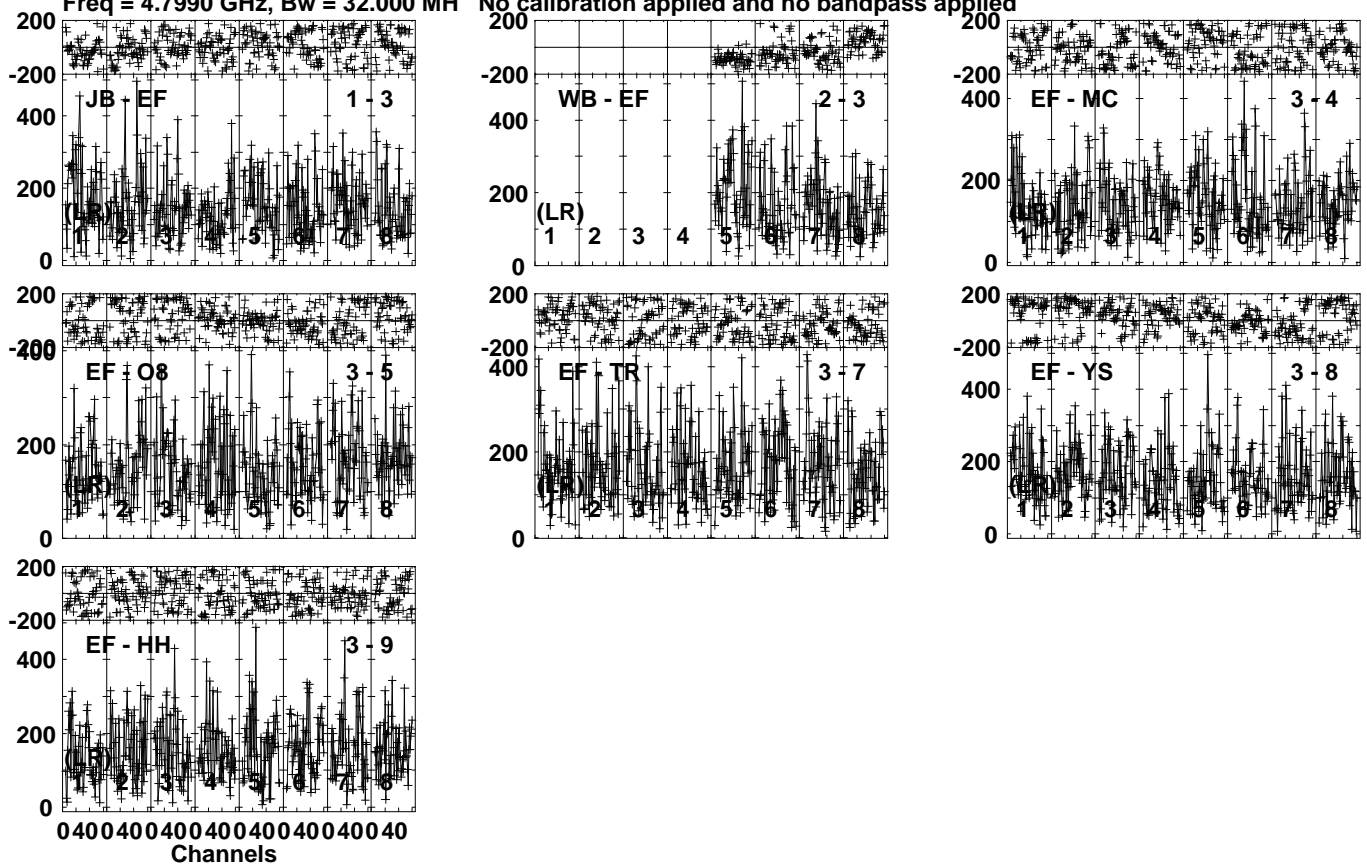 Freq = 4.7990 GHz, Bw = 32.000 MH No calibration applied and no bandpass applied
200 200 200
-200 -200 -200
JB - EF 1 - 3 WB - EF 2 - 3 EF - MC 3 - 4
400 400 400
200 200 200
(LR) (LR) (LR)
1 2 3 4 5 6 7 8 1 2 3 4 5 6 7 8 1 2 3 4 5 6 7 8
0 0 0
200 200 200
-200 -200 -200
400 400 400
EF - O8 3 - 5 EF - TR 3 - 7 EF - YS 3 - 8
200 200 200
(LR) (LR) (LR)
1 2 3 4 5 6 7 8 1 2 3 4 5 6 7 8 1 2 3 4 5 6 7 8
0 0 0
200
-200
EF - HH 3 - 9
400
200
(LR)
1 2 3 4 5 6 7 8
0
0 40 0 40 0 40 0 40 0 40 0 40 0 40 0 40
Channels